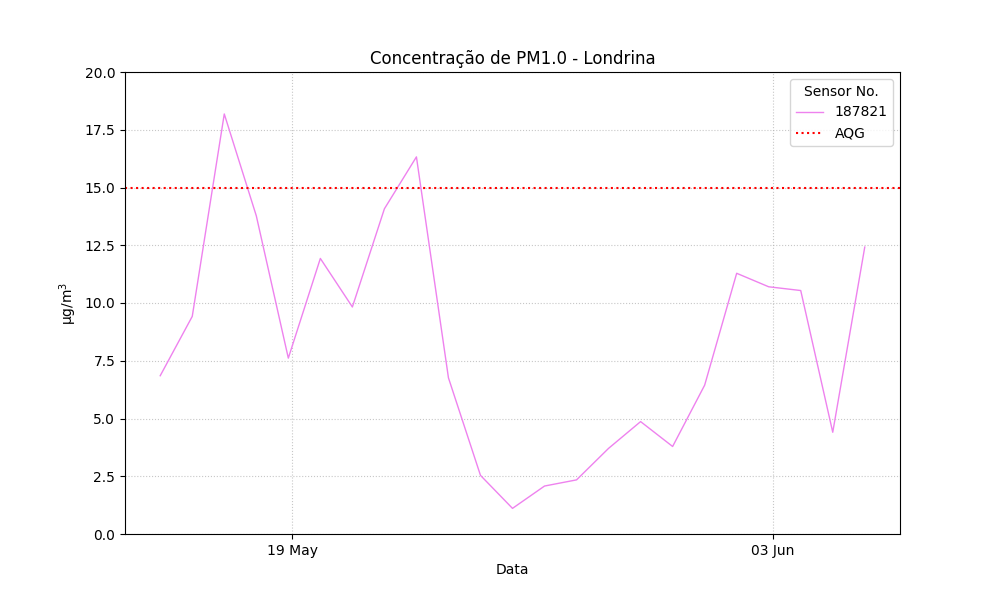 Concentração de PM1.0 - Londrina
20.0
17.5
15.0
12.5
10.0
7.5
5.0
2.5
0.0
µg/m³
Sensor No.
187821
AQG
19 May
03 Jun
Data